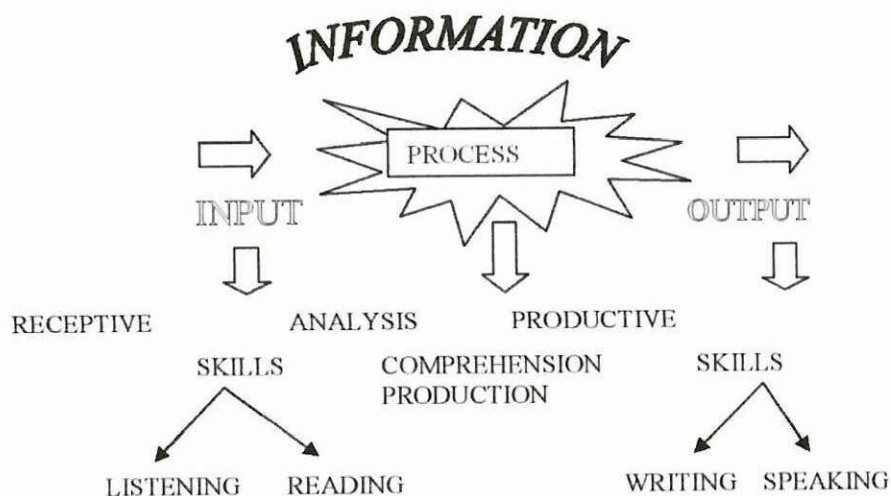 INFORMATION
PROCESS
INPUT OUTPUT
RECEPTIVE ANALYSIS PRODUCTIVE
SKILLS COMPREHENSION SKILLS
PRODUCTION
LISTENING READING WRITING SPEAKING